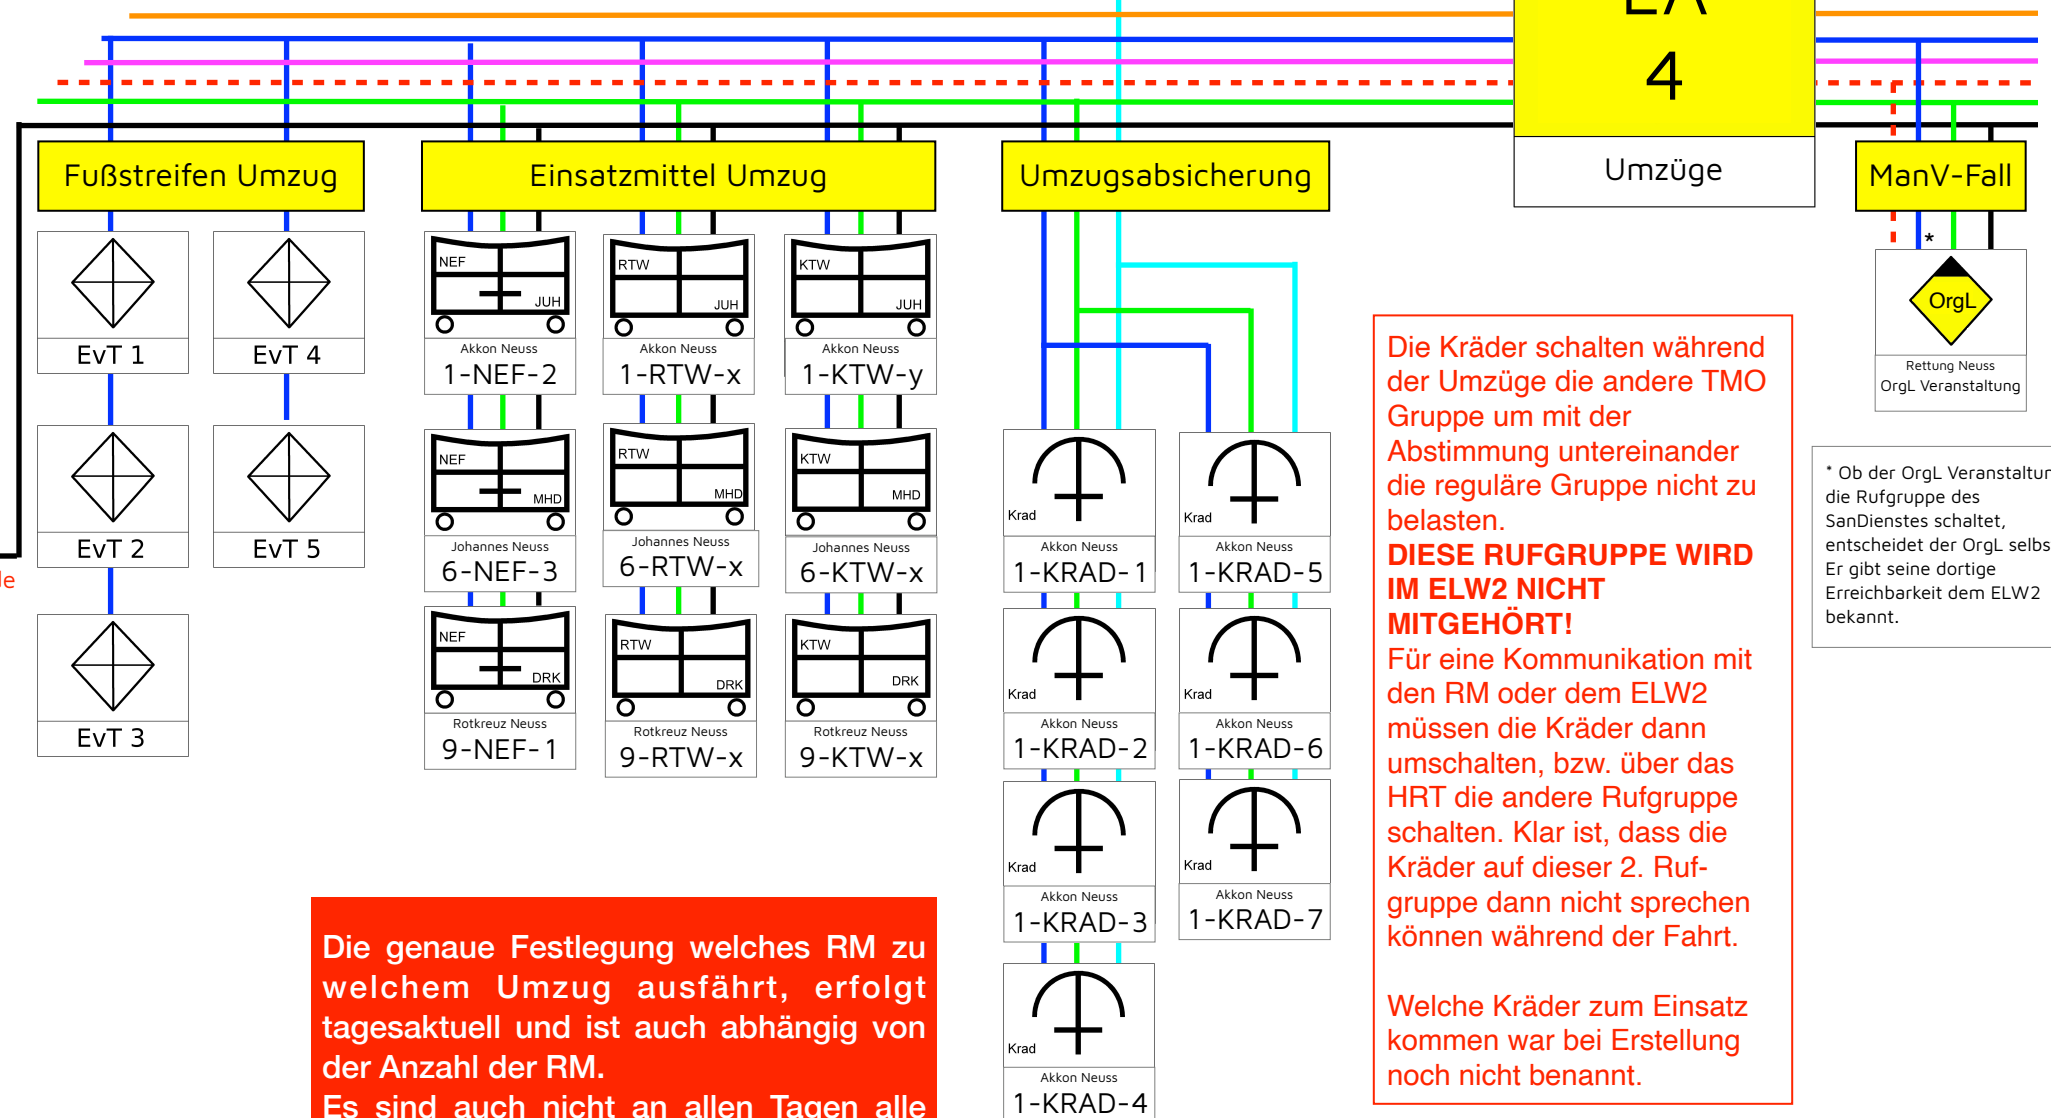 EA
4
Umzüge
Fußstreifen Umzug
EvT 1
EvT 4
EvT 2
EvT 5
EvT 3
Einsatzmittel Umzug
NEF
JUH
Akkon Neuss
1-NEF-2
RTW
JUH
Akkon Neuss
1-RTW-x
KTW
JUH
Akkon Neuss
1-KTW-y
NEF
MHD
Johannes Neuss
6-NEF-3
RTW
MHD
Johannes Neuss
6-RTW-x
KTW
MHD
Johannes Neuss
6-KTW-x
NEF
DRK
Rotkreuz Neuss
9-NEF-1
RTW
DRK
Rotkreuz Neuss
9-RTW-x
KTW
DRK
Rotkreuz Neuss
9-KTW-x
Umzugsabsicherung
Krad
Akkon Neuss
1-KRAD-1
Krad
Akkon Neuss
1-KRAD-5
Krad
Akkon Neuss
1-KRAD-2
Krad
Akkon Neuss
1-KRAD-6
Krad
Akkon Neuss
1-KRAD-3
Krad
Akkon Neuss
1-KRAD-7
Krad
Akkon Neuss
1-KRAD-4
ManV-Fall
*
OrgL
Rettung Neuss
OrgL Veranstaltung
Die Kräder schalten während
der Umzüge die andere TMO
Gruppe um mit der
Abstimmung untereinander
die reguläre Gruppe nicht zu
belasten.
DIESE RUFGRUPPE WIRD
IM ELW2 NICHT
MITGEHÖRT!
Für eine Kommunikation mit
den RM oder dem ELW2
müssen die Kräder dann
umschalten, bzw. über das
HRT die andere Rufgruppe
schalten. Klar ist, dass die
Kräder auf dieser 2. Ruf-
gruppe dann nicht sprechen
können während der Fahrt.
Welche Kräder zum Einsatz
kommen war bei Erstellung
noch nicht benannt.
* Ob der OrgL Veranstaltun
die Rufgruppe des
SanDienstes schaltet,
entscheidet der OrgL selbs
Er gibt seine dortige
Erreichbarkeit dem ELW2
bekannt.
Die genaue Festlegung welches RM zu
welchem Umzug ausfährt, erfolgt
tagesaktuell und ist auch abhängig von
der Anzahl der RM.
Es sind auch nicht an allen Tagen alle